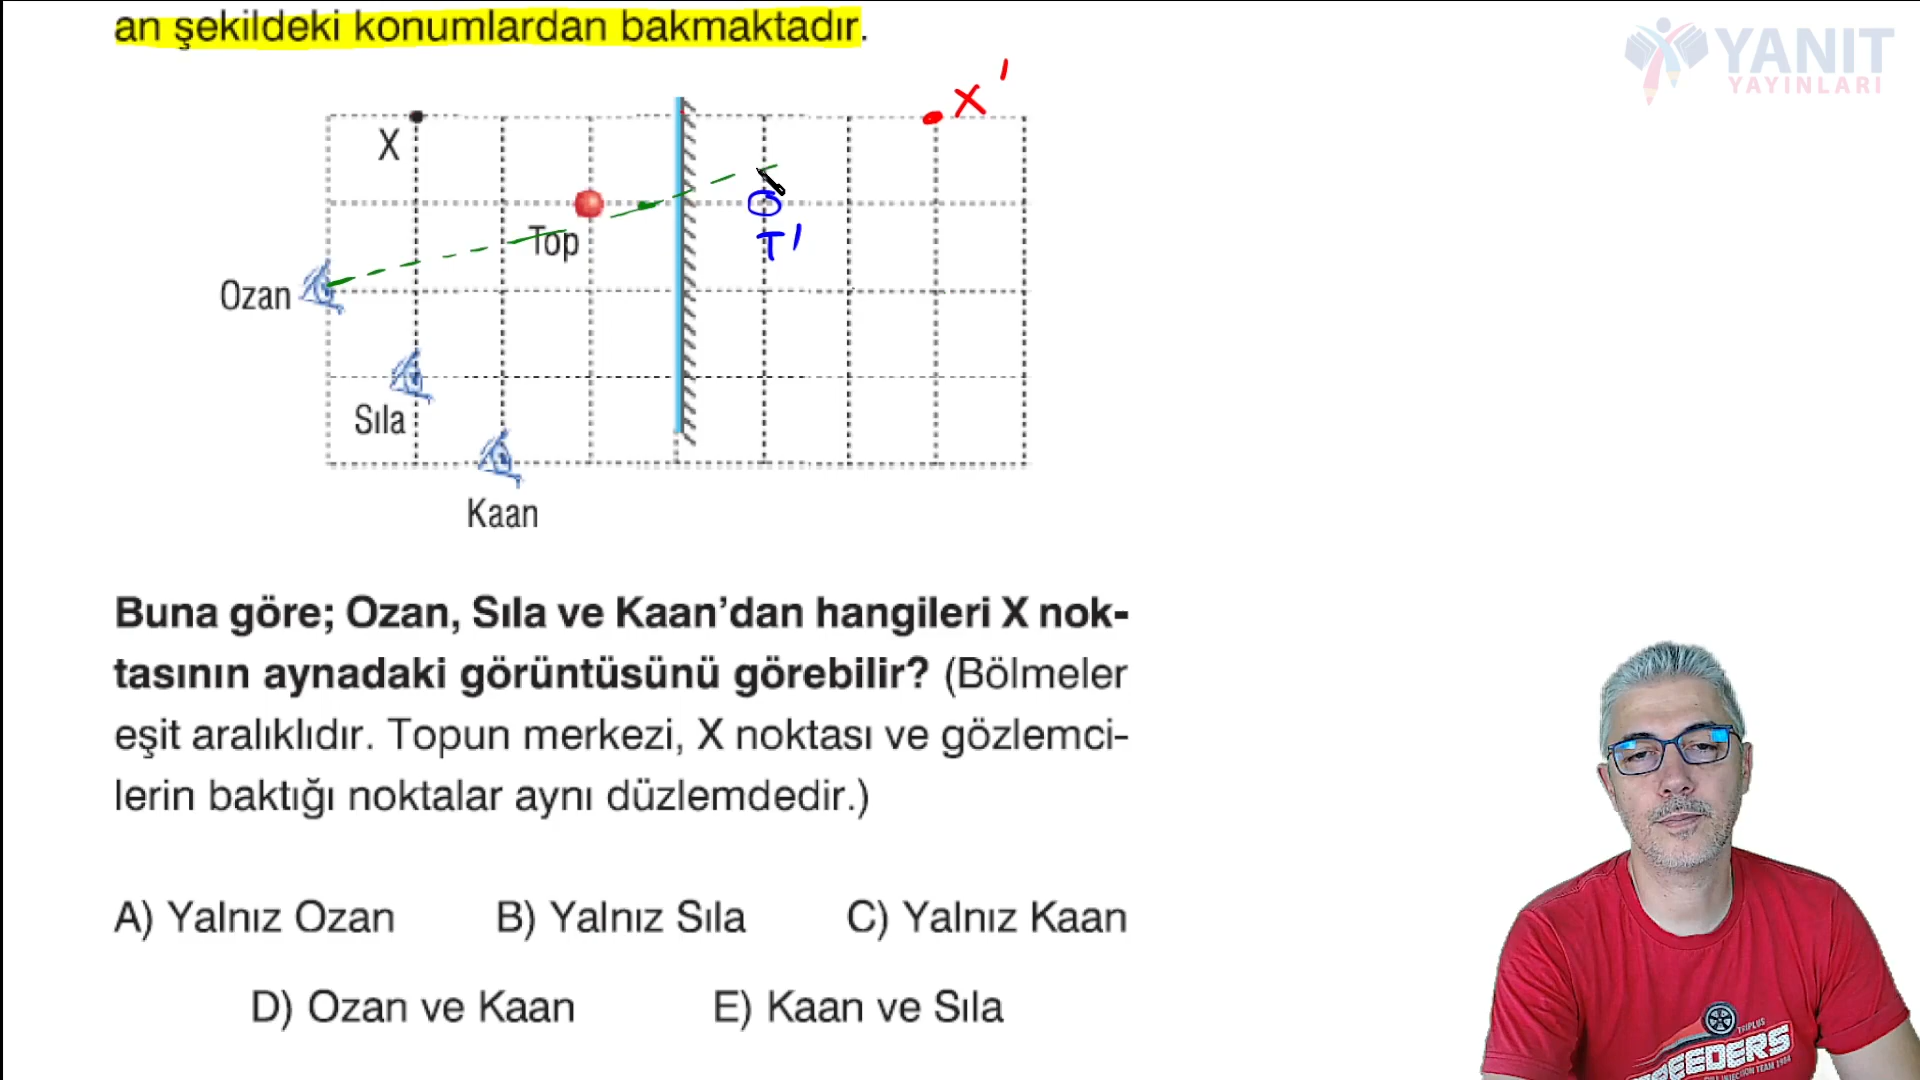 an şekildeki konumlardan bakmaktadır.
YANIT
YAYINLARI
X'
X
Top
T'
Ozan
Sıla
Kaan
Buna göre; Ozan, Sıla ve Kaan'dan hangileri X nok-
tasının aynadaki görüntüsünü görebilir? (Bölmeler
eşit aralıklıdır. Topun merkezi, X noktası ve gözlemci-
lerin baktığı noktalar aynı düzlemdedir.)
A) Yalnız Ozan B) Yalnız Sıla C) Yalnız Kaan
D) Ozan ve Kaan E) Kaan ve Sıla
TRIPLUS